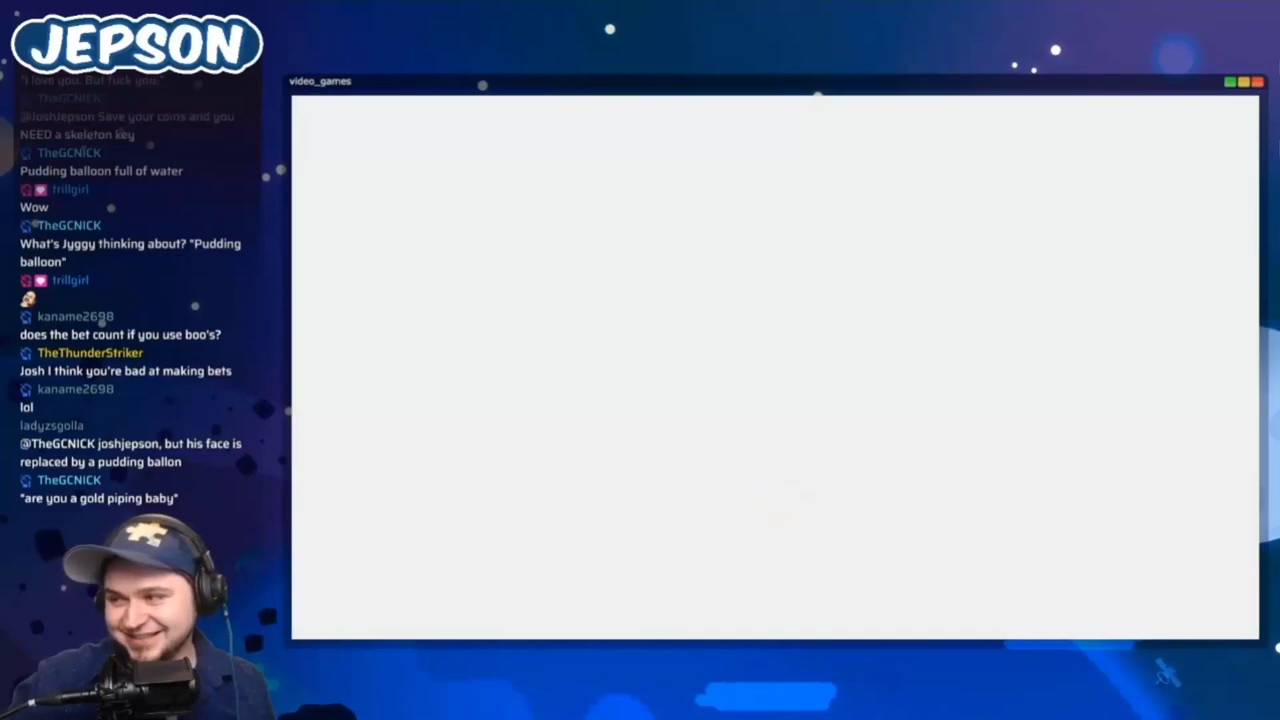 JEPSON
"I love you. But fuck you."
TheGCNICK
@JoshJepson Save your coins and you
NEED a skeleton key
TheGCNICK
Pudding balloon full of water
trillgirl
Wow
TheGCNICK
What's Jyggy thinking about? "Pudding
balloon"
trillgirl
kaname2698
does the bet count if you use boo's?
TheThunderStriker
Josh I think you're bad at making bets
kaname2698
lol
ladyzsgolla
@TheGCNICK joshjepson, but his face is
replaced by a pudding ballon
TheGCNICK
"are you a gold piping baby"
video_games